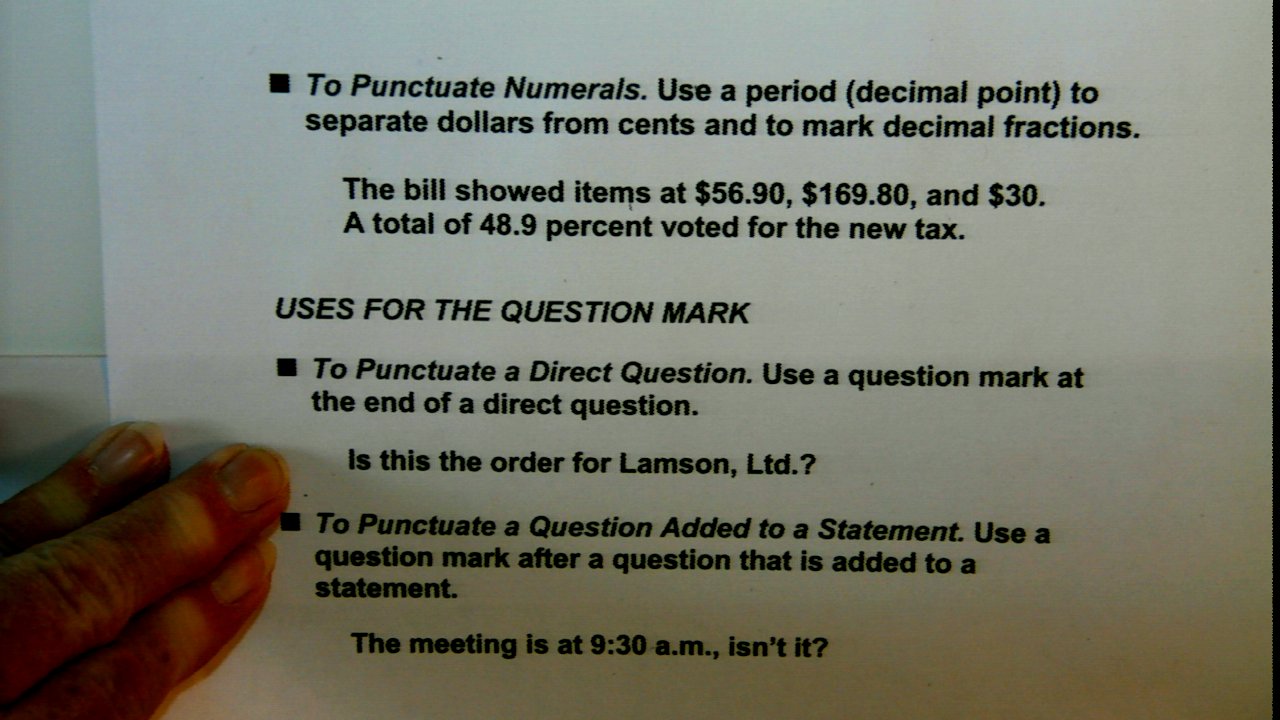 ■ To Punctuate Numerals. Use a period (decimal point) to
separate dollars from cents and to mark decimal fractions.
The bill showed items at $56.90, $169.80, and $30.
A total of 48.9 percent voted for the new tax.
USES FOR THE QUESTION MARK
■ To Punctuate a Direct Question. Use a question mark at
the end of a direct question.
Is this the order for Lamson, Ltd.?
■ To Punctuate a Question Added to a Statement. Use a
question mark after a question that is added to a
statement.
The meeting is at 9:30 a.m., isn't it?